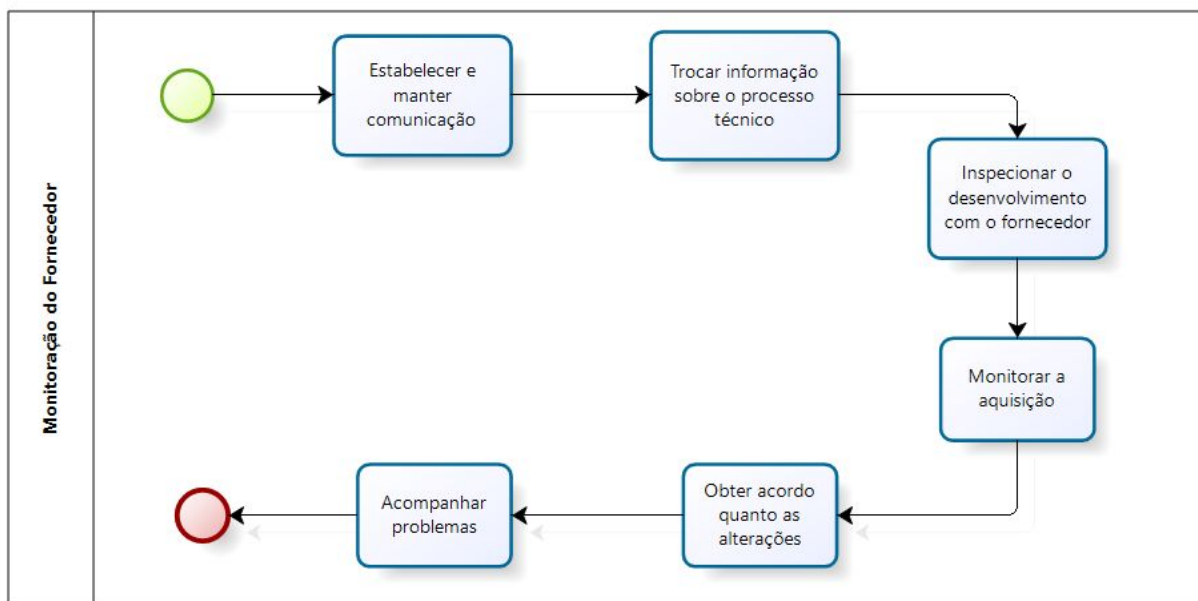 Monitoração do Fornecedor
Estabelecer e
manter
comunicação
Trocar informação
sobre o processo
técnico
Inspecionar o
desenvolvimento
com o fornecedor
Monitorar a
aquisição
Obter acordo
quanto as
alterações
Acompanhar
problemas